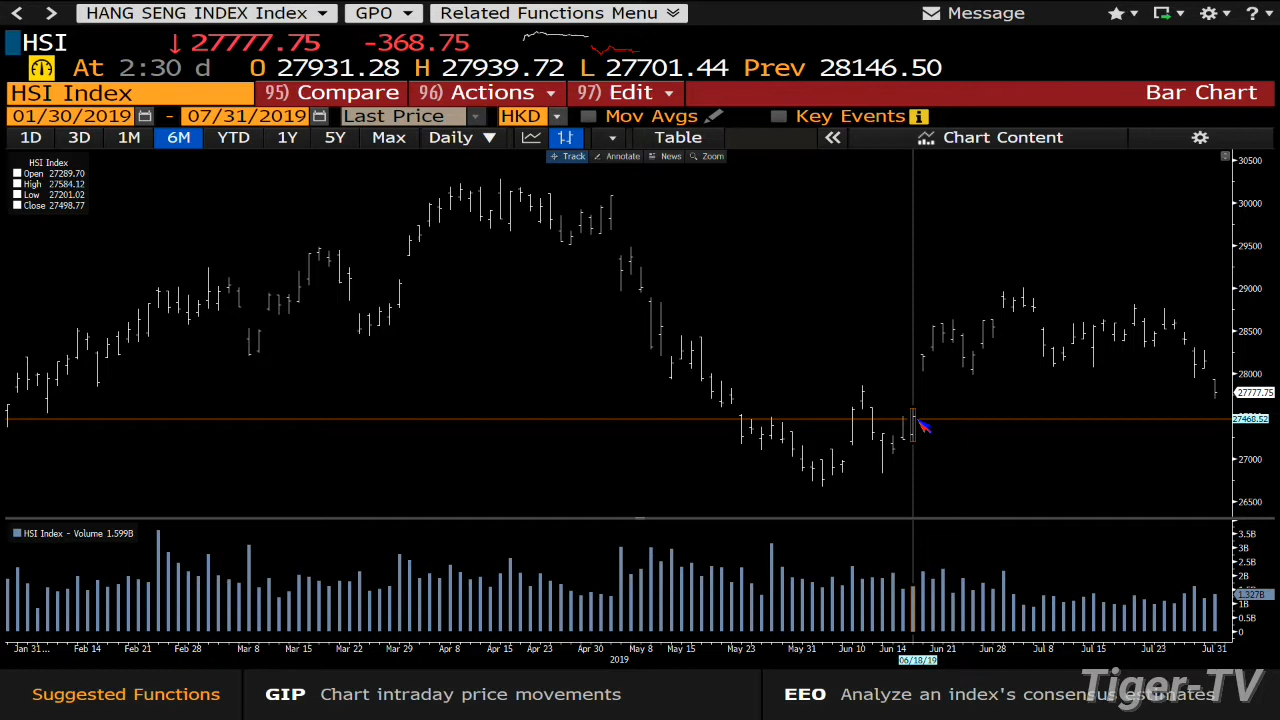 HANG SENG INDEX Index GPO Related Functions Menu Message ?
HSI ↓ 27777.75 -368.75
At 2:30 d O 27931.28 H 27939.72 L 27701.44 Prev 28146.50
HSI Index 95) Compare 96) Actions 97) Edit Bar Chart
01/30/2019 - 07/31/2019 Last Price HKD Mov Avgs Key Events
1D 3D 1M 6M YTD 1Y 5Y Max Daily ▼ Table « Chart Content
Track Annotate News Zoom
HSI Index
Open 27289.70
High 27584.12
Low 27201.02
Close 27498.77
30500
30000
29500
29000
28500
28000
27777.75
27468.52
27000
26500
HSI Index - Volume 1.599B
3.5B
3B
2.5B
2B
1.327B
1B
0.5B
0
Jan 31... Feb 14 Feb 21 Feb 28 Mar 8 Mar 15 Mar 22 Mar 29 Apr 8 Apr 15 Apr 23 Apr 30 May 8 May 15 May 23 May 31 Jun 10 Jun 14 Jun 21 Jun 28 Jul 8 Jul 15 Jul 23 Jul 31
2019
06/18/19
Suggested Functions GIP Chart intraday price movements EEO Analyze an index's consensus estimates
Tiger-TV